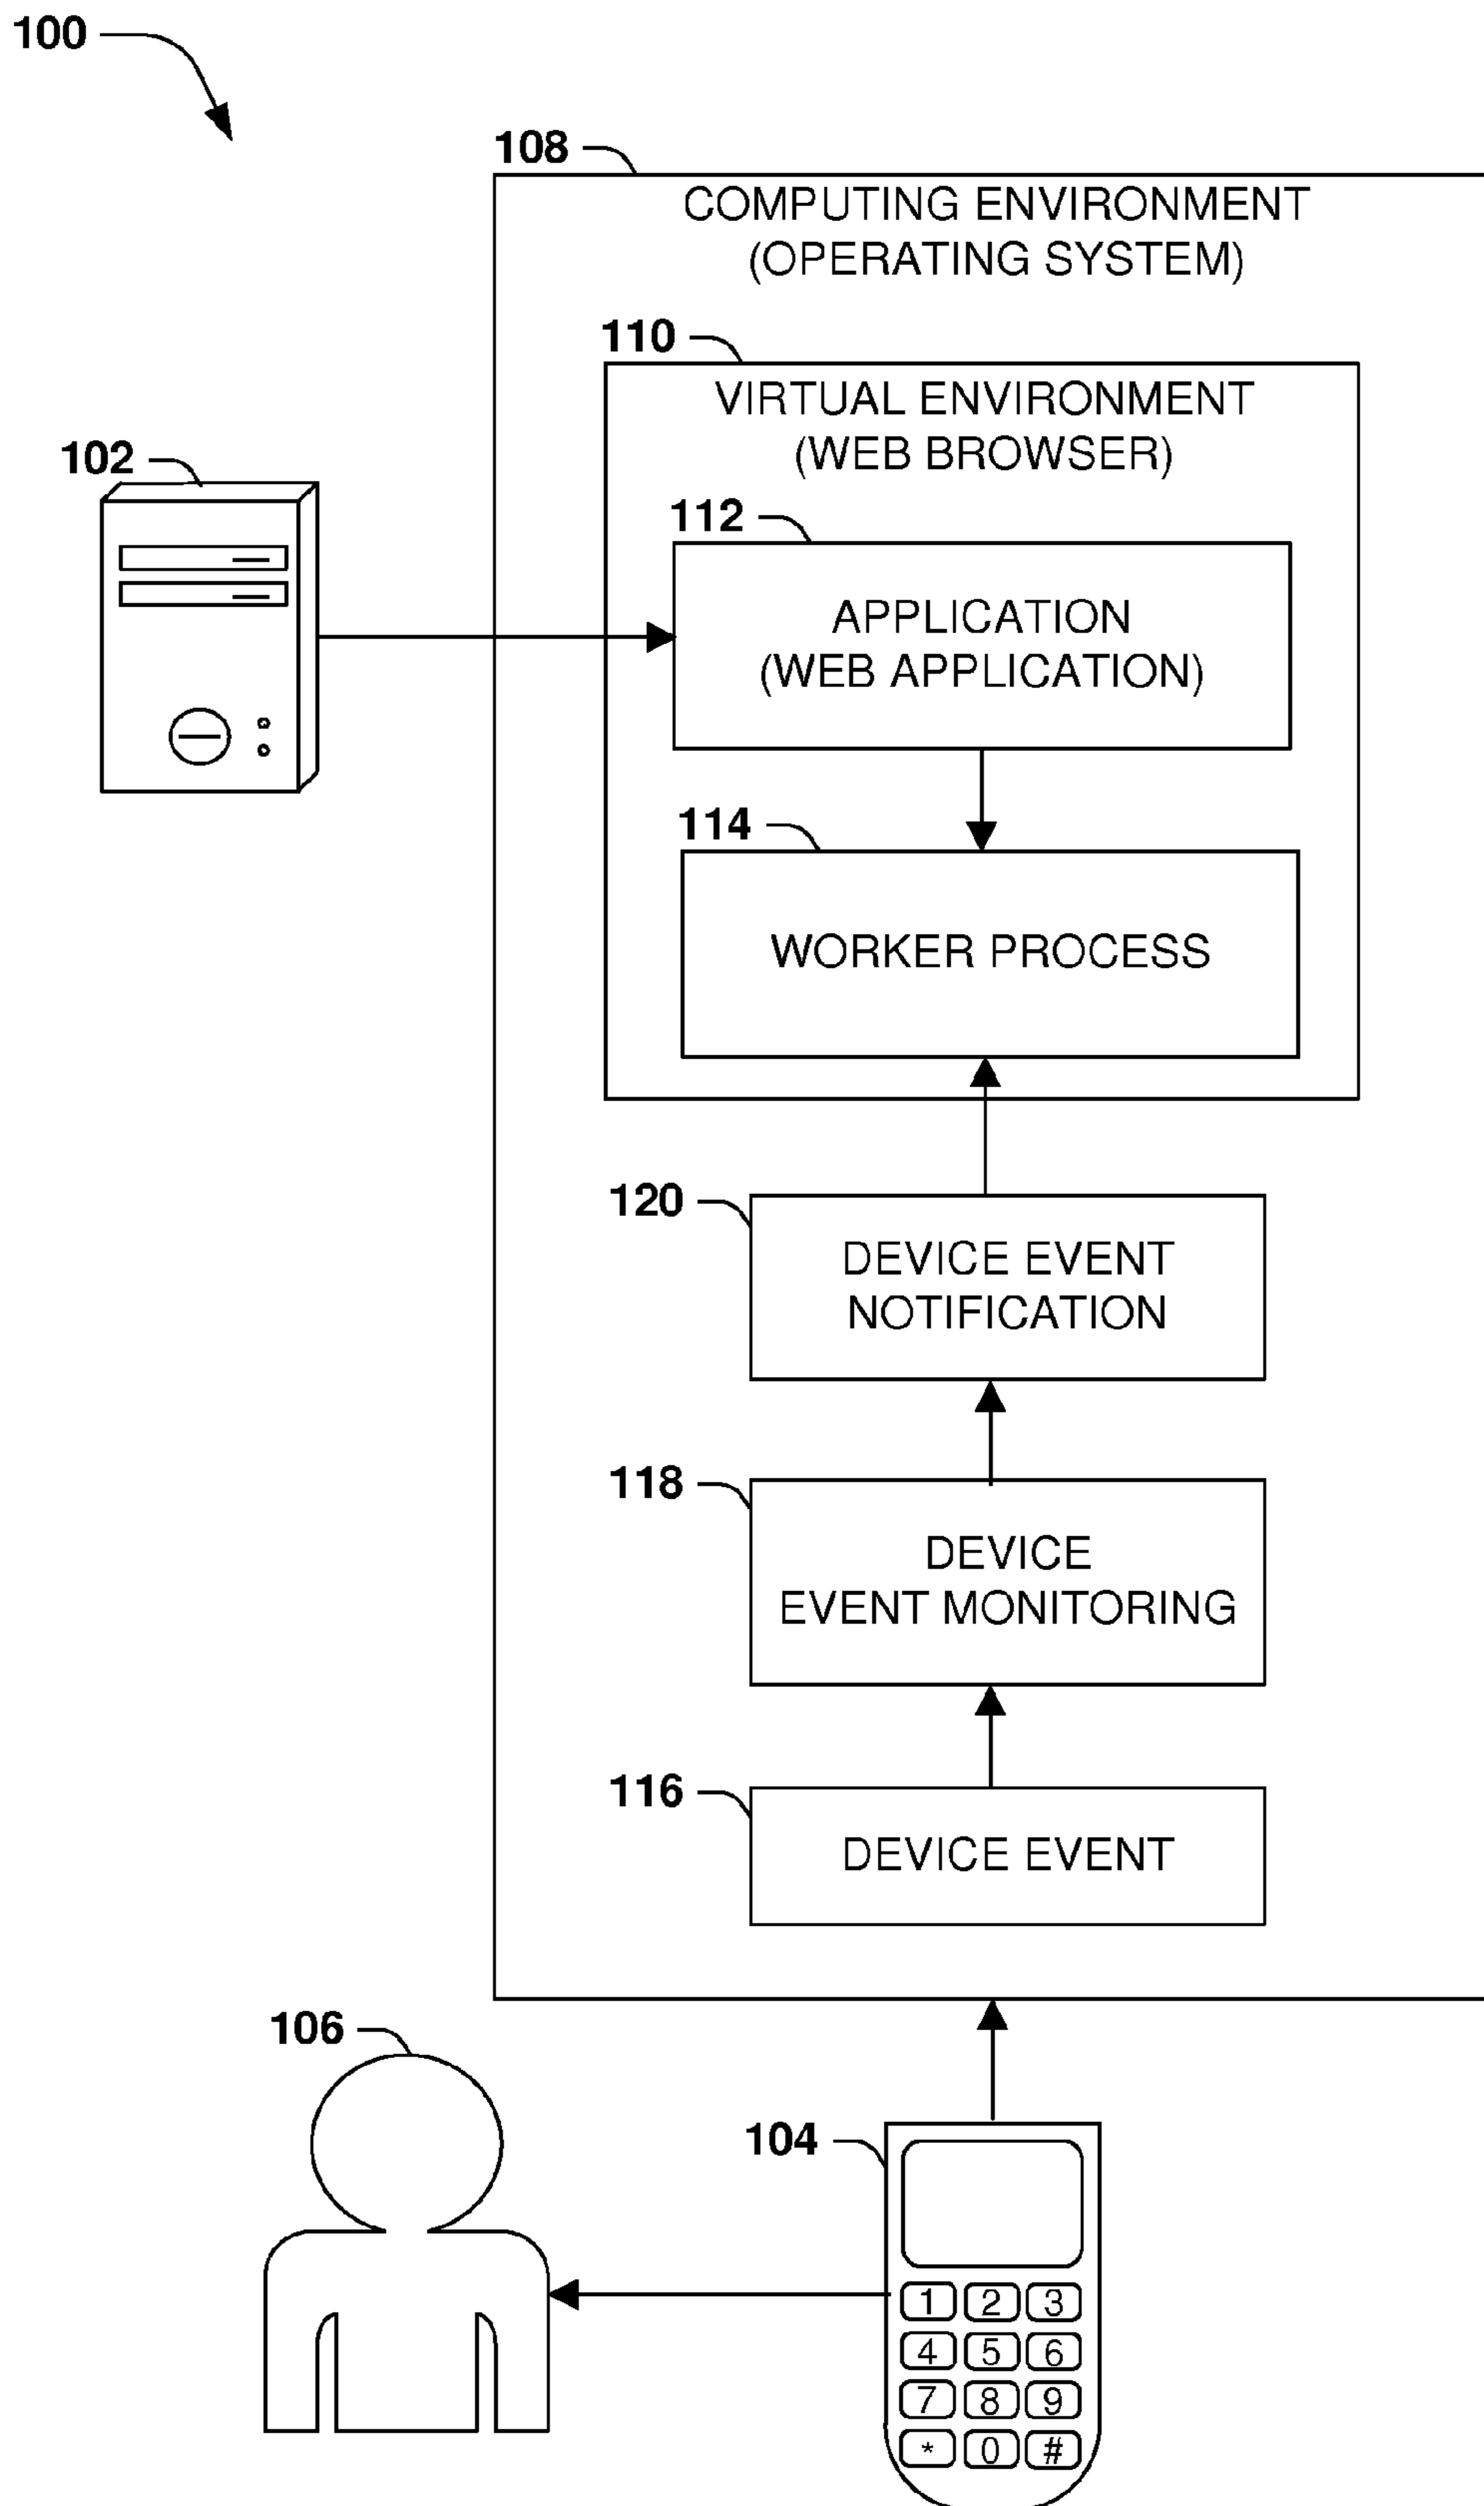 100
108
COMPUTING ENVIRONMENT
(OPERATING SYSTEM)
110
VIRTUAL ENVIRONMENT
(WEB BROWSER)
102
112
APPLICATION
(WEB APPLICATION)
114
WORKER PROCESS
120
DEVICE EVENT
NOTIFICATION
118
DEVICE
EVENT MONITORING
116
DEVICE EVENT
106
104
1 2 3
4 5 6
7 8 9
* 0 #